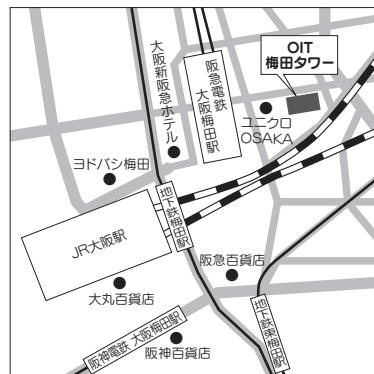 OIT
梅田タワー
大阪新阪急ホテル
阪急電鉄
大阪梅田駅
ユニクロ
OSAKA
ヨドバシ梅田
地下鉄梅田駅
JR大阪駅
阪急百貨店
大丸百貨店
地下鉄東梅田駅
阪神電鉄 大阪梅田駅
阪神百貨店